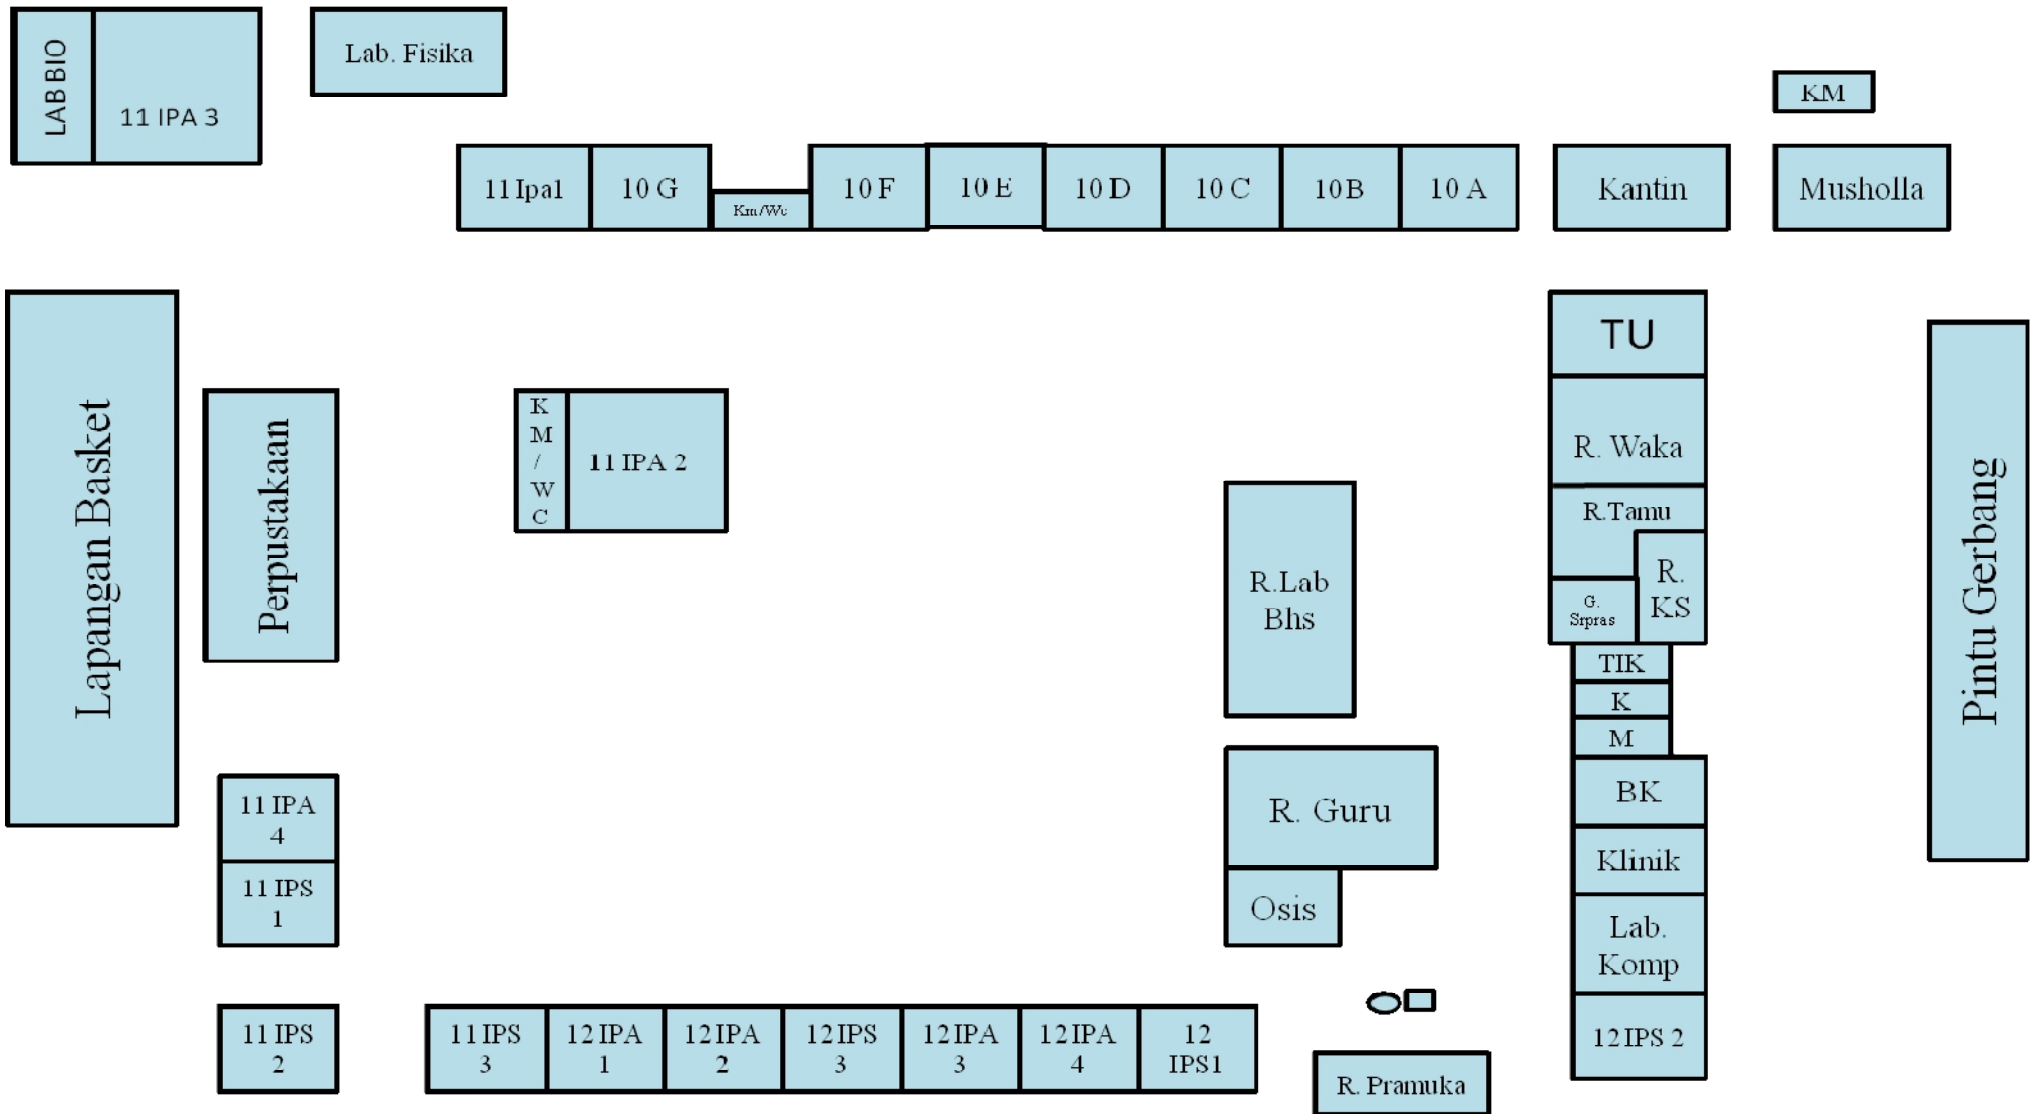 LAB BIO
11 IPA 3
Lab. Fisika
KM
11 Ipa1
10 G
Km/Wc
10 F
10 E
10 D
10 C
10 B
10 A
Kantin
Musholla
Lapangan Basket
Perpustakaan
K
M
/
W
C
11 IPA 2
R.Lab
Bhs
TU
R. Waka
R.Tamu
R.
KS
G.
Srpras
TIK
K
M
BK
Klinik
Lab.
Komp
12 IPS 2
Pintu Gerbang
11 IPA
4
11 IPS
1
R. Guru
Osis
11 IPS
2
11 IPS
3
12 IPA
1
12 IPA
2
12 IPS
3
12 IPA
3
12 IPA
4
12
IPS1
R. Pramuka